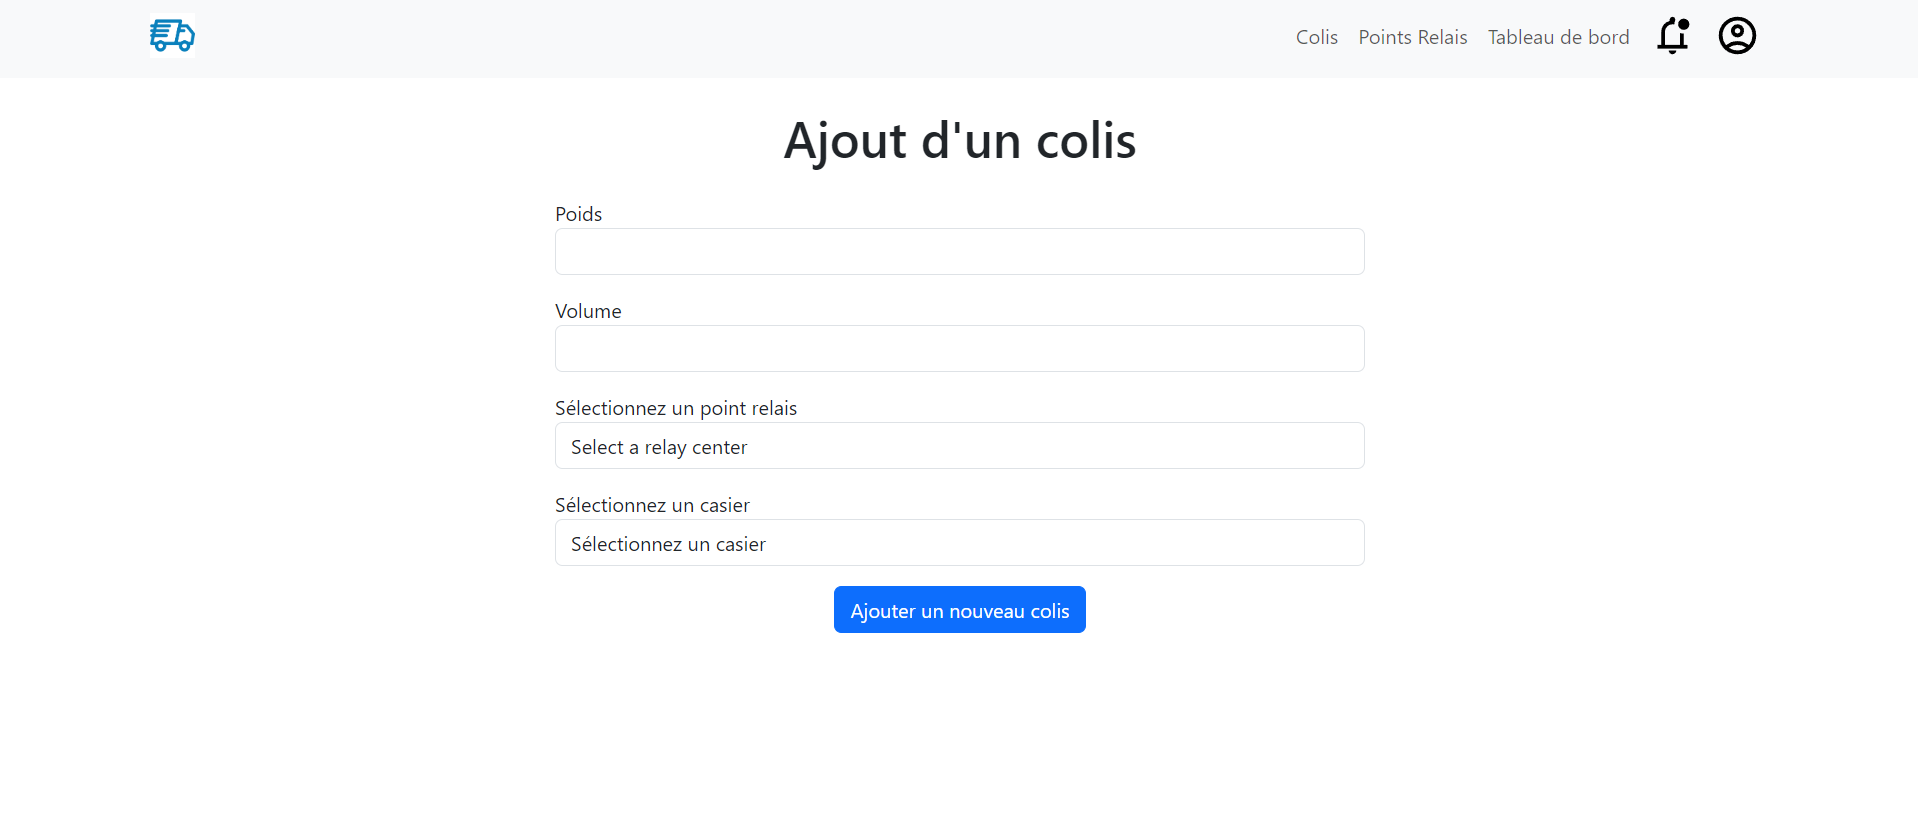 Colis Points Relais Tableau de bord
Ajout d'un colis
Poids
Volume
Sélectionnez un point relais
Select a relay center
Sélectionnez un casier
Sélectionnez un casier
Ajouter un nouveau colis